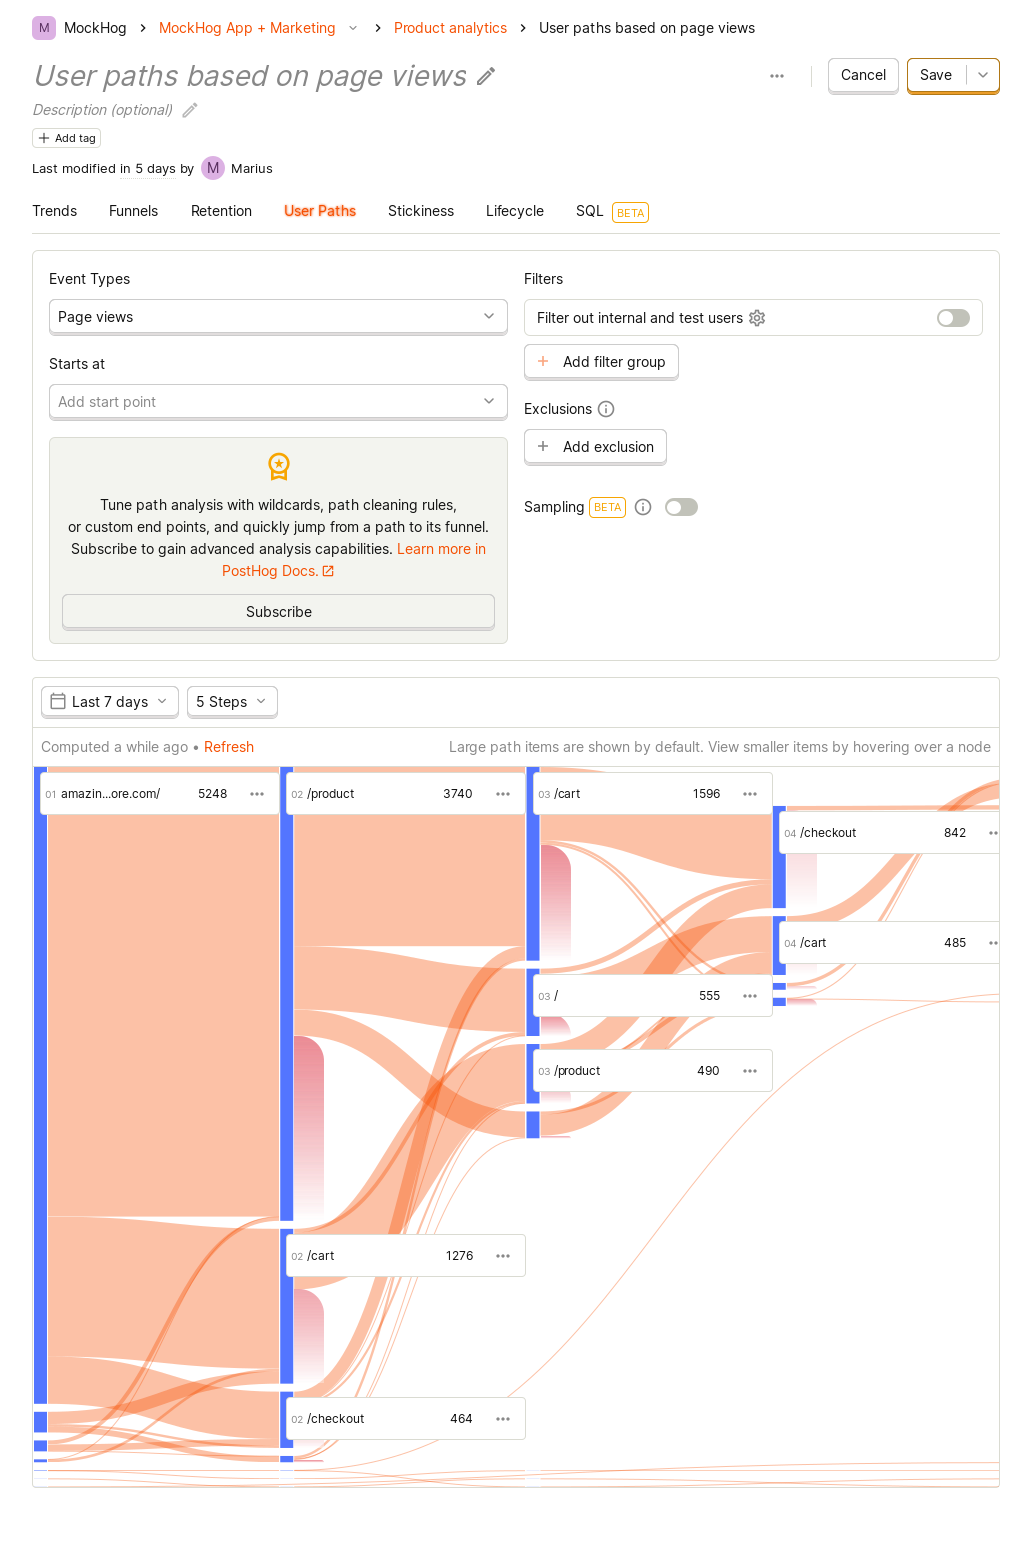 M MockHog > MockHog App + Marketing > Product analytics > User paths based on page views
User paths based on page views
Cancel
Save
Description (optional)
+ Add tag
Last modified in 5 days by M Marius
Trends Funnels Retention User Paths Stickiness Lifecycle SQL BETA
Event Types
Page views
Starts at
Add start point
Tune path analysis with wildcards, path cleaning rules,
or custom end points, and quickly jump from a path to its funnel.
Subscribe to gain advanced analysis capabilities. Learn more in
PostHog Docs.
Subscribe
Filters
Filter out internal and test users
+ Add filter group
Exclusions
+ Add exclusion
Sampling BETA
Last 7 days 5 Steps
Computed a while ago • Refresh
Large path items are shown by default. View smaller items by hovering over a node
01 amazin...ore.com/ 5248
02 /product 3740
03 /cart 1596
04 /checkout 842
04 /cart 485
03 / 555
03 /product 490
02 /cart 1276
02 /checkout 464